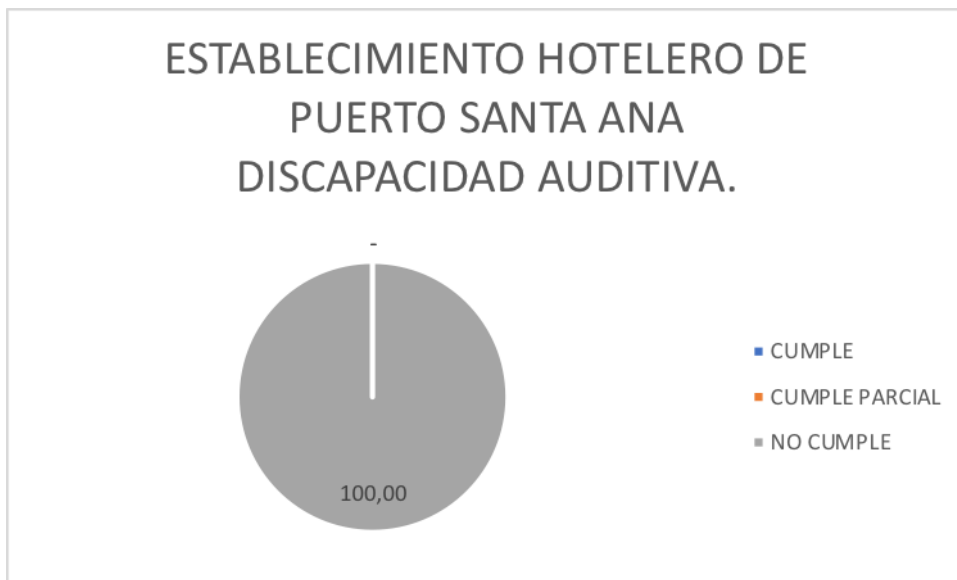 ESTABLECIMIENTO HOTELERO DE
PUERTO SANTA ANA
DISCAPACIDAD AUDITIVA.
-
100,00
CUMPLE
CUMPLE PARCIAL
NO CUMPLE